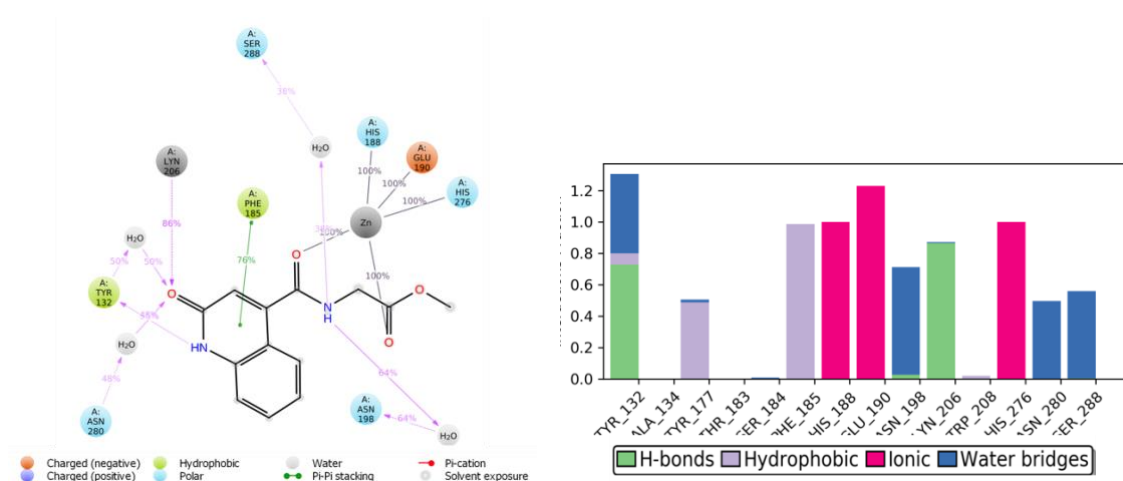 A:
SER
288
38%
H₂O
A:
HIS
188
A:
GLU
190
A:
LYN
206
100%
100%
A:
HIS
276
100%
A:
PHE
185
Zn
100%
86%
H₂O
50%
50%
76%
O
100%
A:
TYR
132
O
O
N
H
HN
O
H₂O
64%
48%
A:
ASN
280
A:
ASN
198
64%
H₂O
Charged (negative)
Charged (positive)
Hydrophobic
Polar
Water
Pi-Pi stacking
Pi-cation
Solvent exposure
1.2
1.0
0.8
0.6
0.4
0.2
0.0
TYR_132
ALA_134
TYR_177
THR_183
SER_184
PHE_185
HIS_188
GLU_190
ASN_198
LYN_206
TRP_208
HIS_276
ASN_280
SER_288
H-bonds
Hydrophobic
Ionic
Water bridges